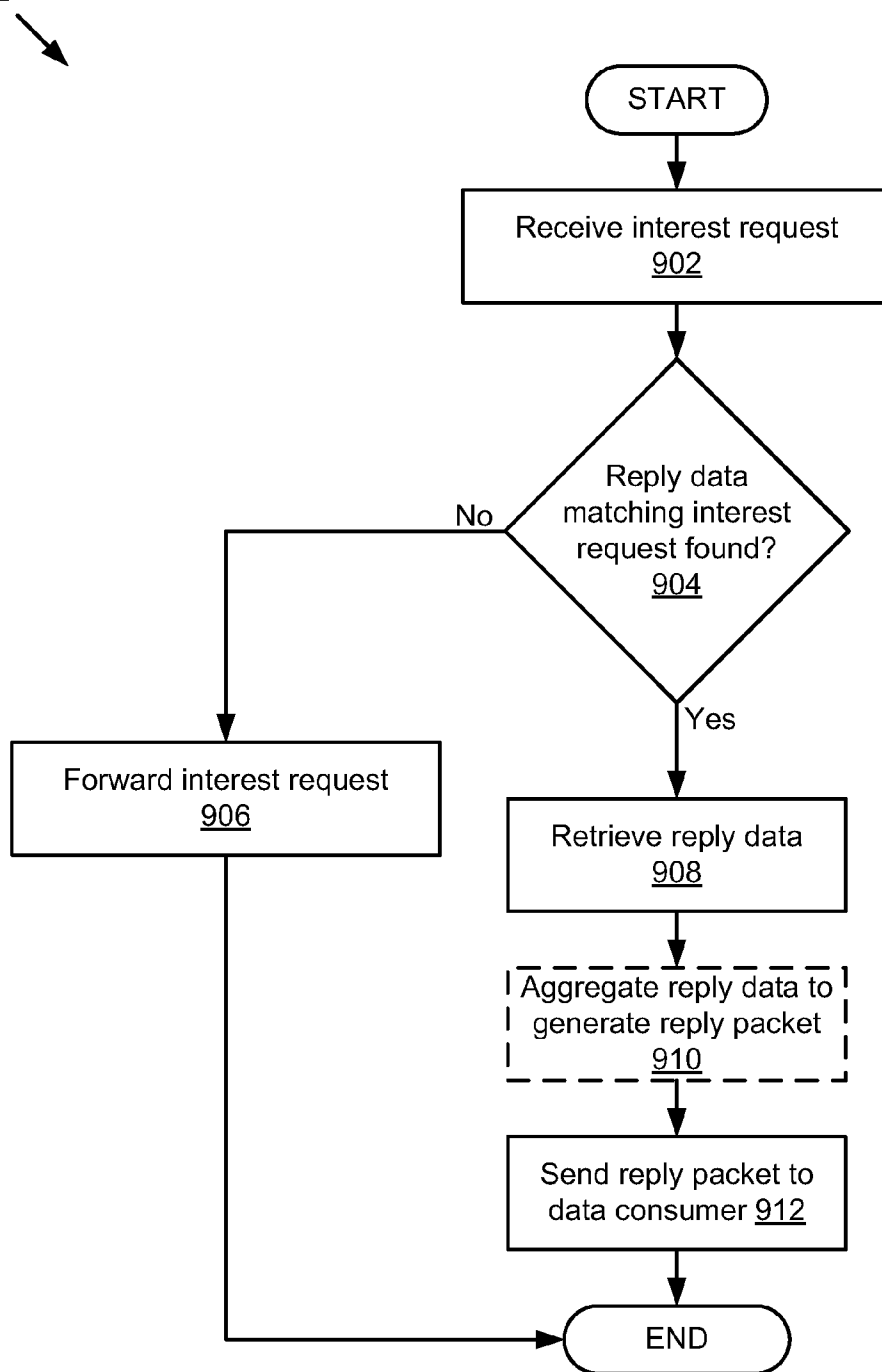 START
Receive interest request
902
Reply data
matching interest
request found?
904
No
Yes
Forward interest request
906
Retrieve reply data
908
Aggregate reply data to
generate reply packet
910
Send reply packet to
data consumer 912
END